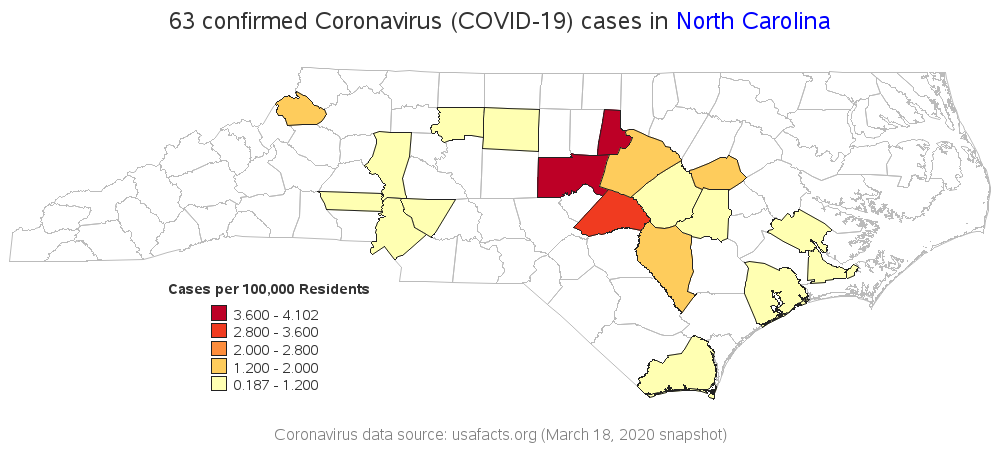 63 confirmed Coronavirus (COVID-19) cases in North Carolina
Cases per 100,000 Residents
3.600 - 4.102
2.800 - 3.600
2.000 - 2.800
1.200 - 2.000
0.187 - 1.200
Coronavirus data source: usafacts.org (March 18, 2020 snapshot)